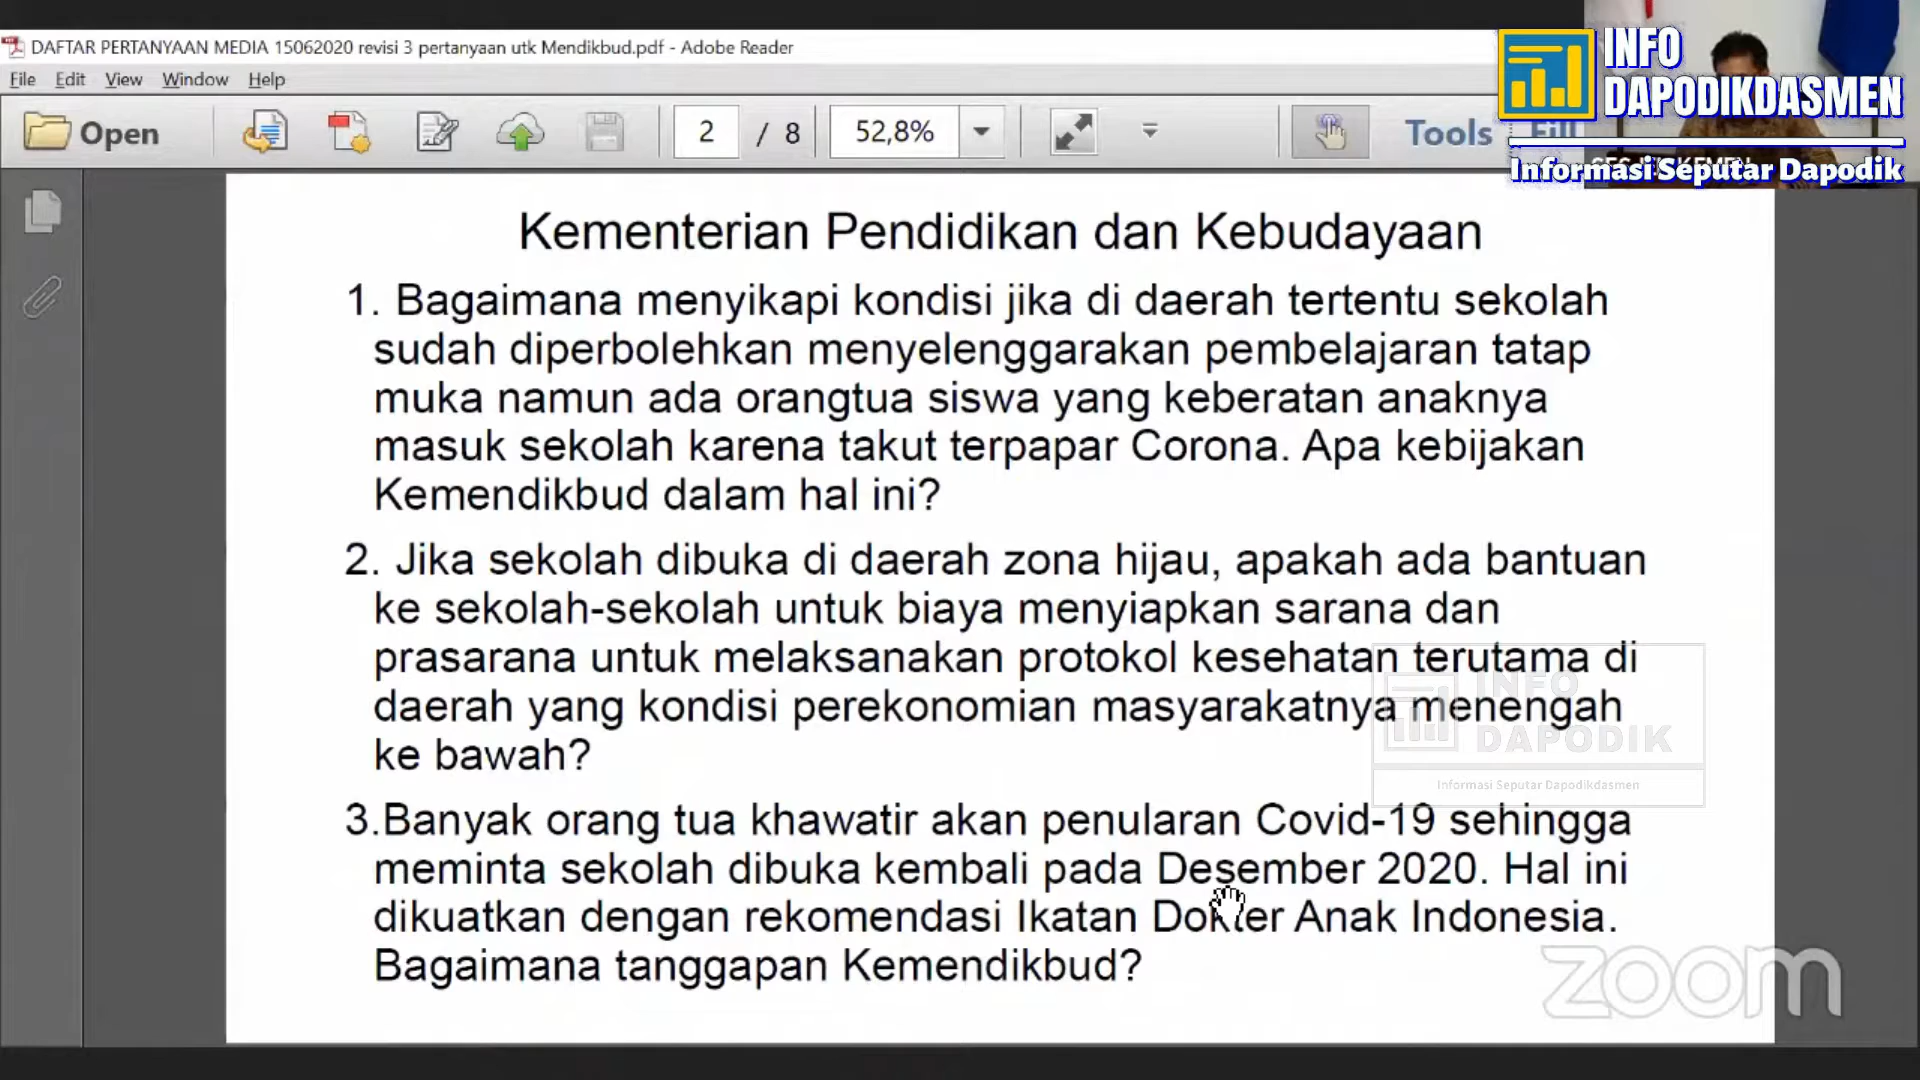 DAFTAR PERTANYAAN MEDIA 15062020 revisi 3 pertanyaan utk Mendikbud.pdf - Adobe Reader
File Edit View Window Help
Open 2 / 8 52,8% Tools Fill
INFO
DAPODIKDASMEN
Informasi Seputar Dapodik
Kementerian Pendidikan dan Kebudayaan
1. Bagaimana menyikapi kondisi jika di daerah tertentu sekolah
sudah diperbolehkan menyelenggarakan pembelajaran tatap
muka namun ada orangtua siswa yang keberatan anaknya
masuk sekolah karena takut terpapar Corona. Apa kebijakan
Kemendikbud dalam hal ini?
2. Jika sekolah dibuka di daerah zona hijau, apakah ada bantuan
ke sekolah-sekolah untuk biaya menyiapkan sarana dan
prasarana untuk melaksanakan protokol kesehatan terutama di
daerah yang kondisi perekonomian masyarakatnya menengah
ke bawah?
INFO
DAPODIK
Informasi Seputar Dapodikdasmen
3.Banyak orang tua khawatir akan penularan Covid-19 sehingga
meminta sekolah dibuka kembali pada Desember 2020. Hal ini
dikuatkan dengan rekomendasi Ikatan Dokter Anak Indonesia.
Bagaimana tanggapan Kemendikbud?
zoom